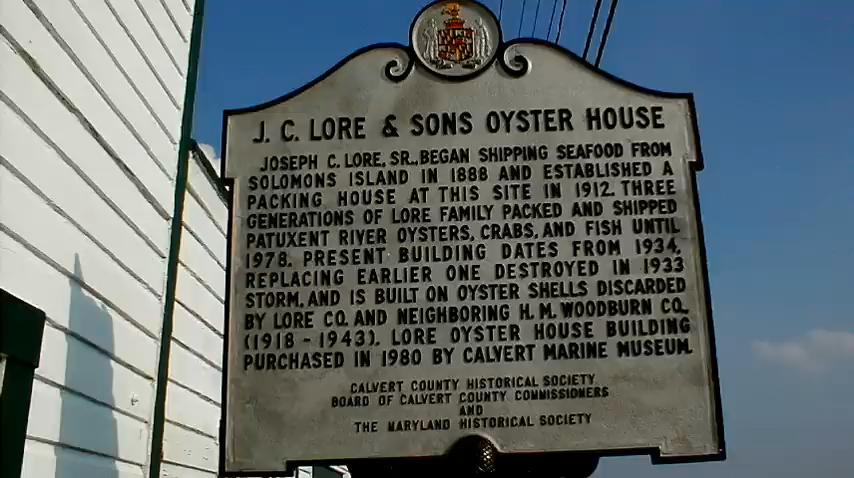 J. C. LORE & SONS OYSTER HOUSE
JOSEPH C. LORE, SR., BEGAN SHIPPING SEAFOOD FROM
SOLOMONS ISLAND IN 1888 AND ESTABLISHED A
PACKING HOUSE AT THIS SITE IN 1912. THREE
GENERATIONS OF LORE FAMILY PACKED AND SHIPPED
PATUXENT RIVER OYSTERS, CRABS, AND FISH UNTIL
1978. PRESENT BUILDING DATES FROM 1934,
REPLACING EARLIER ONE DESTROYED IN 1933
STORM, AND IS BUILT ON OYSTER SHELLS DISCARDED
BY LORE CO. AND NEIGHBORING H. M. WOODBURN CO.
(1918 - 1943). LORE OYSTER HOUSE BUILDING
PURCHASED IN 1980 BY CALVERT MARINE MUSEUM.
CALVERT COUNTY HISTORICAL SOCIETY
BOARD OF CALVERT COUNTY COMMISSIONERS
AND
THE MARYLAND HISTORICAL SOCIETY